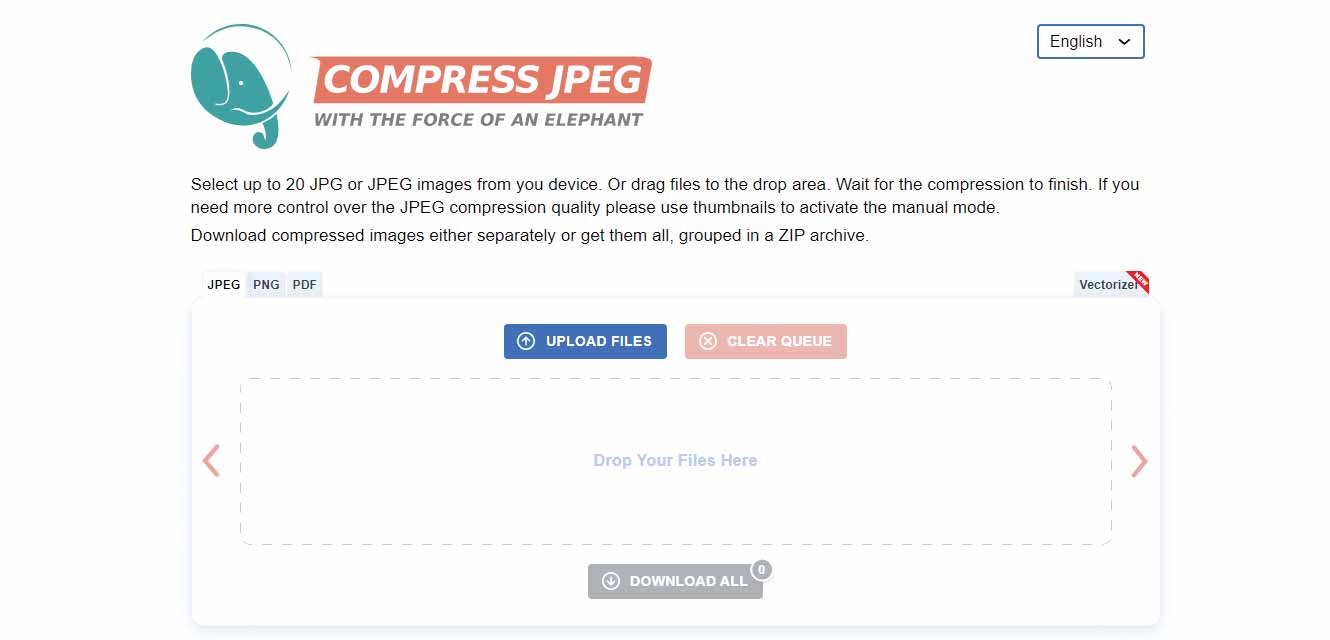 English
COMPRESS JPEG
WITH THE FORCE OF AN ELEPHANT
Select up to 20 JPG or JPEG images from you device. Or drag files to the drop area. Wait for the compression to finish. If you
need more control over the JPEG compression quality please use thumbnails to activate the manual mode.
Download compressed images either separately or get them all, grouped in a ZIP archive.
JPEG PNG PDF Vectorizer NEW
UPLOAD FILES CLEAR QUEUE
Drop Your Files Here
DOWNLOAD ALL 0